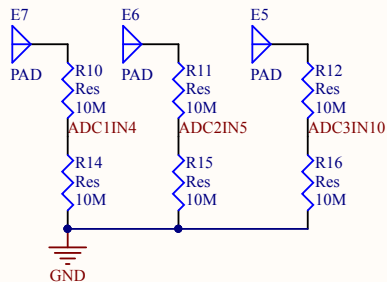 E7 E6 E5
PAD PAD PAD
R10 R11 R12
Res Res Res
10M 10M 10M
ADC1IN4 ADC2IN5 ADC3IN10
R14 R15 R16
Res Res Res
10M 10M 10M
GND